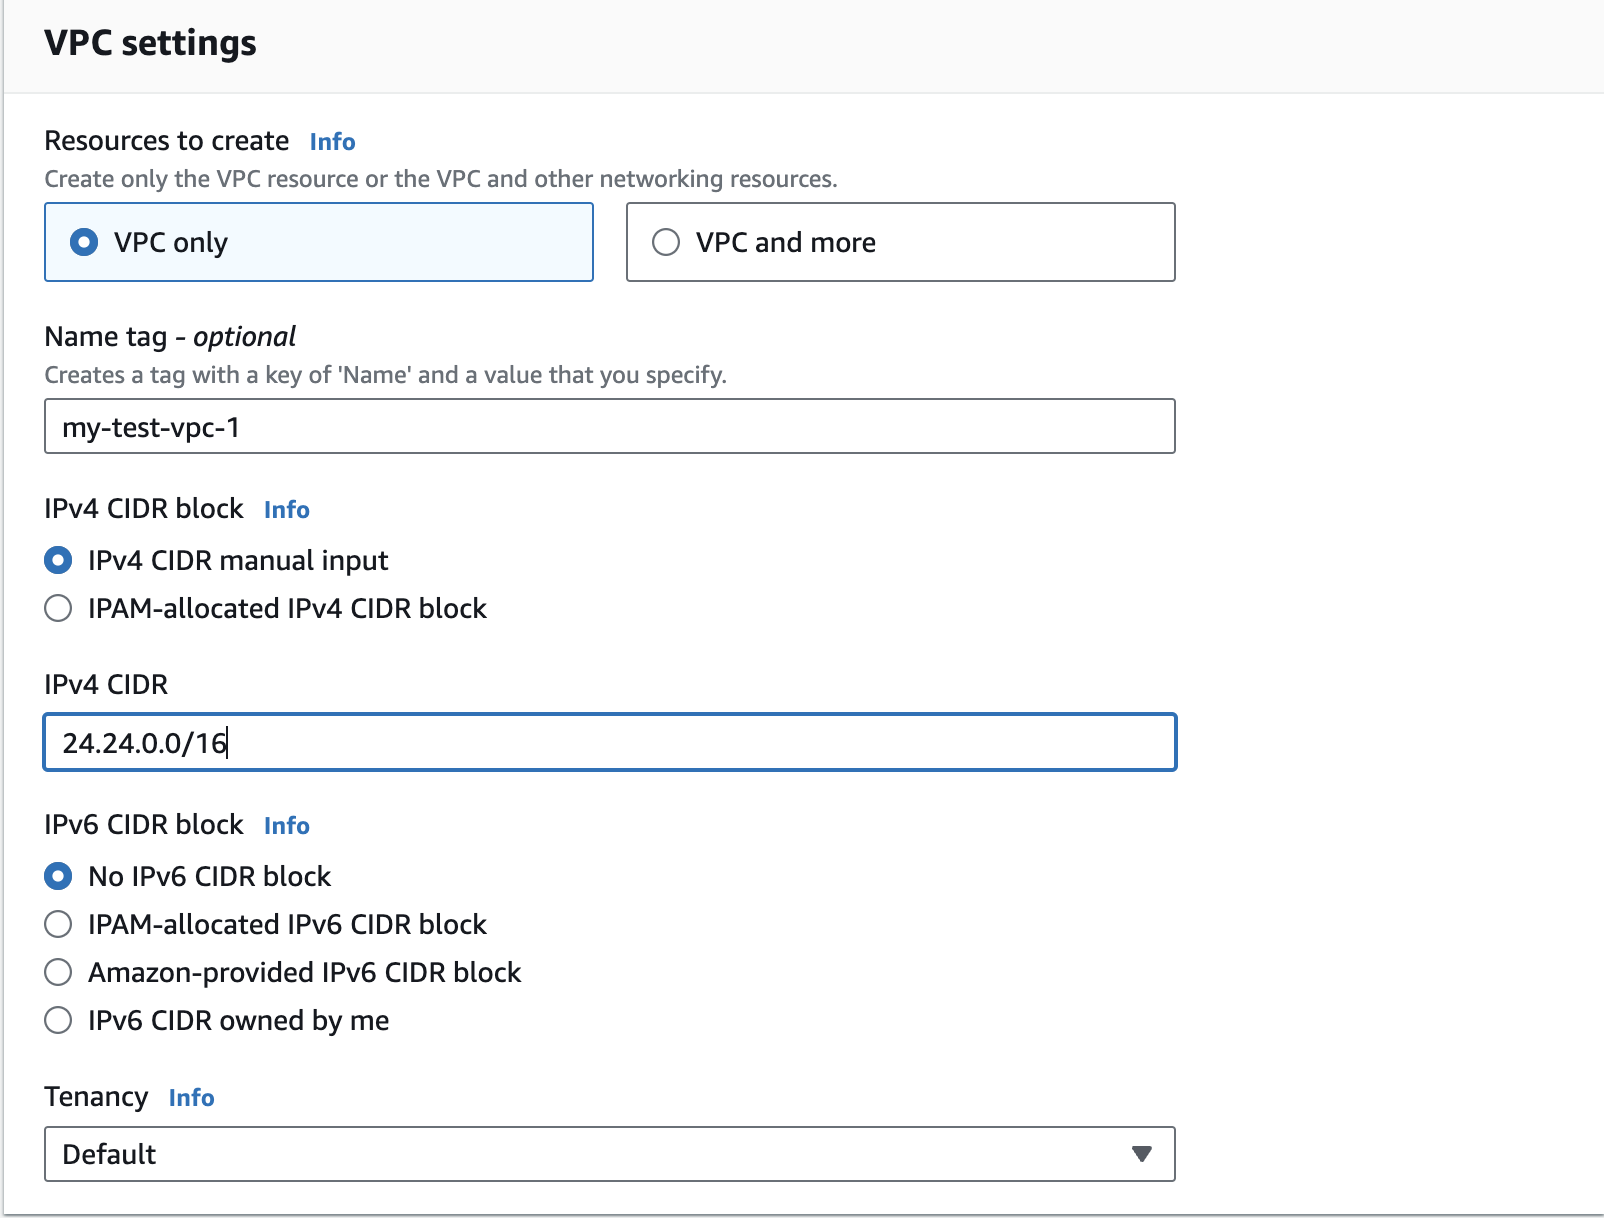 VPC settings
Resources to create Info
Create only the VPC resource or the VPC and other networking resources.
VPC only VPC and more
Name tag - optional
Creates a tag with a key of 'Name' and a value that you specify.
my-test-vpc-1
IPv4 CIDR block Info
IPv4 CIDR manual input
IPAM-allocated IPv4 CIDR block
IPv4 CIDR
24.24.0.0/16
IPv6 CIDR block Info
No IPv6 CIDR block
IPAM-allocated IPv6 CIDR block
Amazon-provided IPv6 CIDR block
IPv6 CIDR owned by me
Tenancy Info
Default